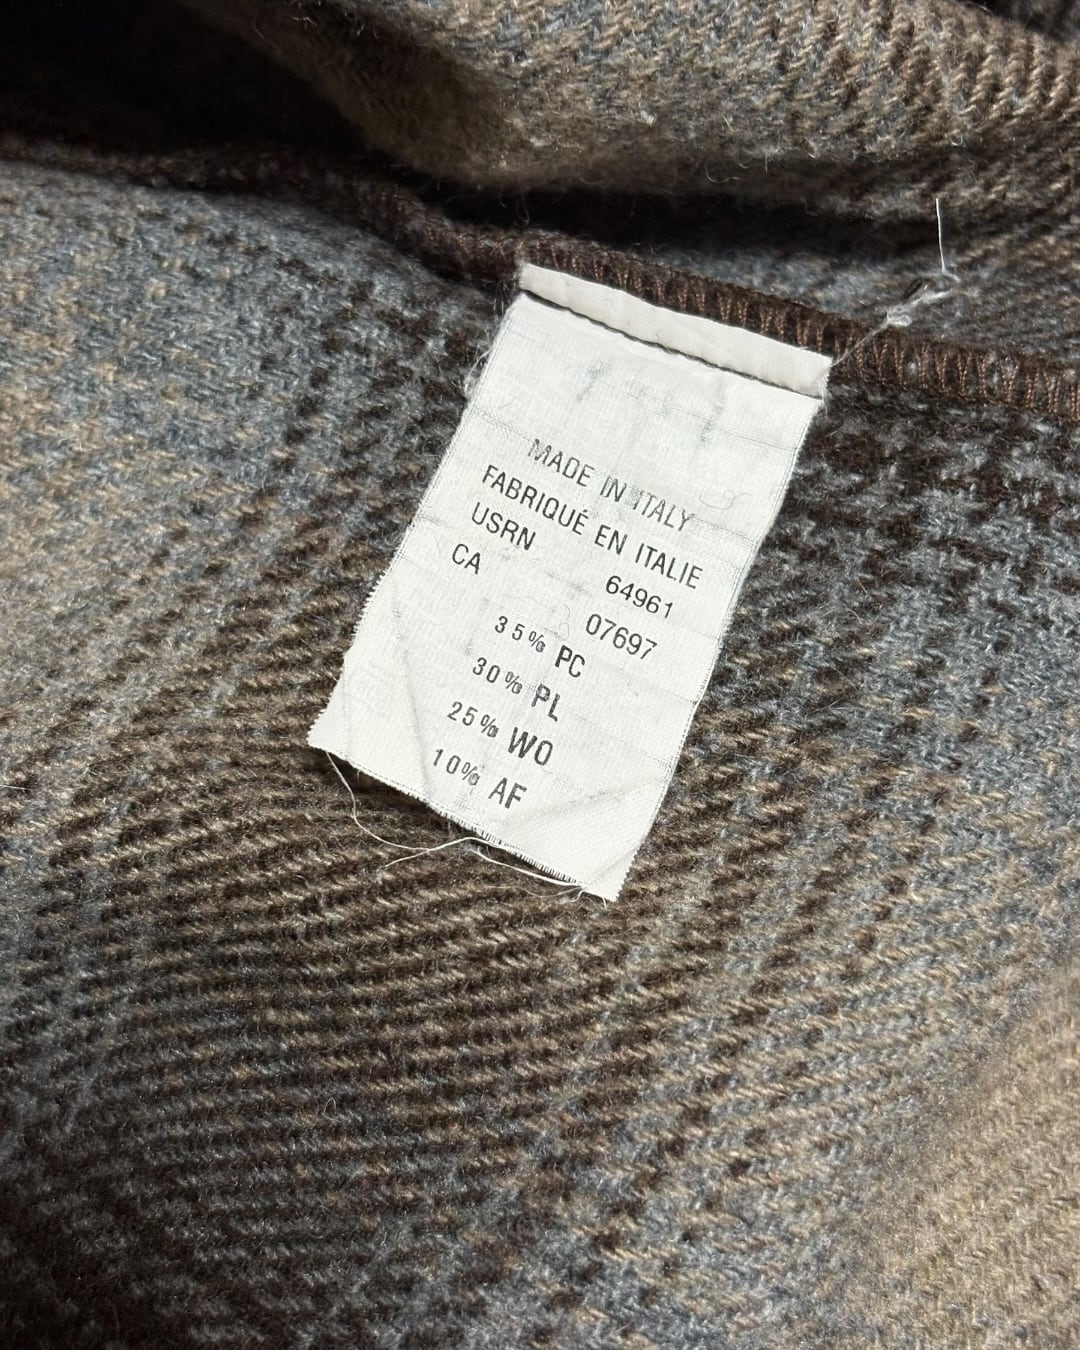 MADE IN ITALY
FABRIQUÉ EN ITALIE
USRN 64961
CA 07697
35% PC
30% PL
25% WO
10% AF